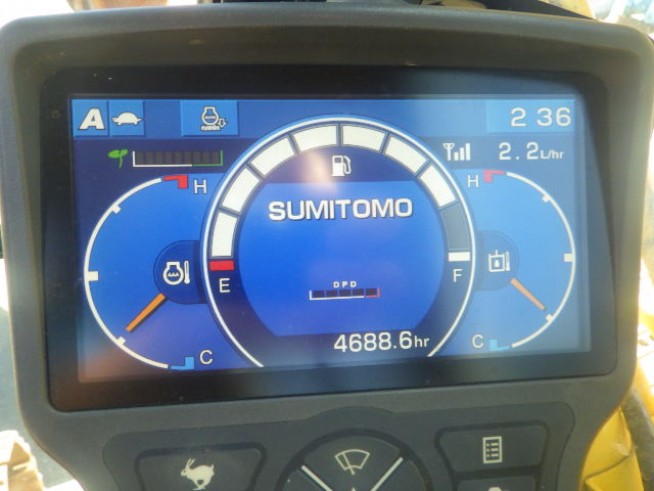 A
2 36
2.2L/hr
H
H
SUMITOMO
E
F
DPD
C
4688.6hr
C